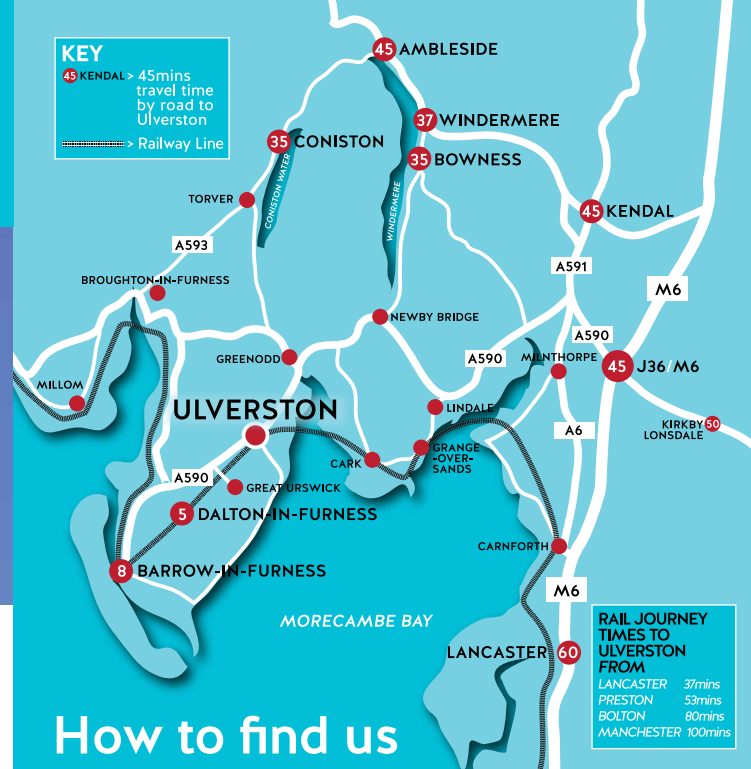 KEY
45 KENDAL > 45mins
travel time
by road to
Ulverston
> Railway Line
45 AMBLESIDE
37 WINDERMERE
35 CONISTON
35 BOWNESS
CONISTON WATER
WINDERMERE
TORVER
45 KENDAL
A593
A591
BROUGHTON-IN-FURNESS
M6
NEWBY BRIDGE
A590
GREENODD
A590
MILNTHORPE
45 J36/M6
MILLOM
ULVERSTON
LINDALE
KIRKBY
LONSDALE
50
A6
GRANGE
-OVER-
SANDS
CARK
A590
GREAT URSWICK
5 DALTON-IN-FURNESS
CARNFORTH
8 BARROW-IN-FURNESS
M6
MORECAMBE BAY
LANCASTER 60
RAIL JOURNEY
TIMES TO
ULVERSTON
FROM
LANCASTER 37mins
PRESTON 53mins
BOLTON 80mins
MANCHESTER 100mins
How to find us